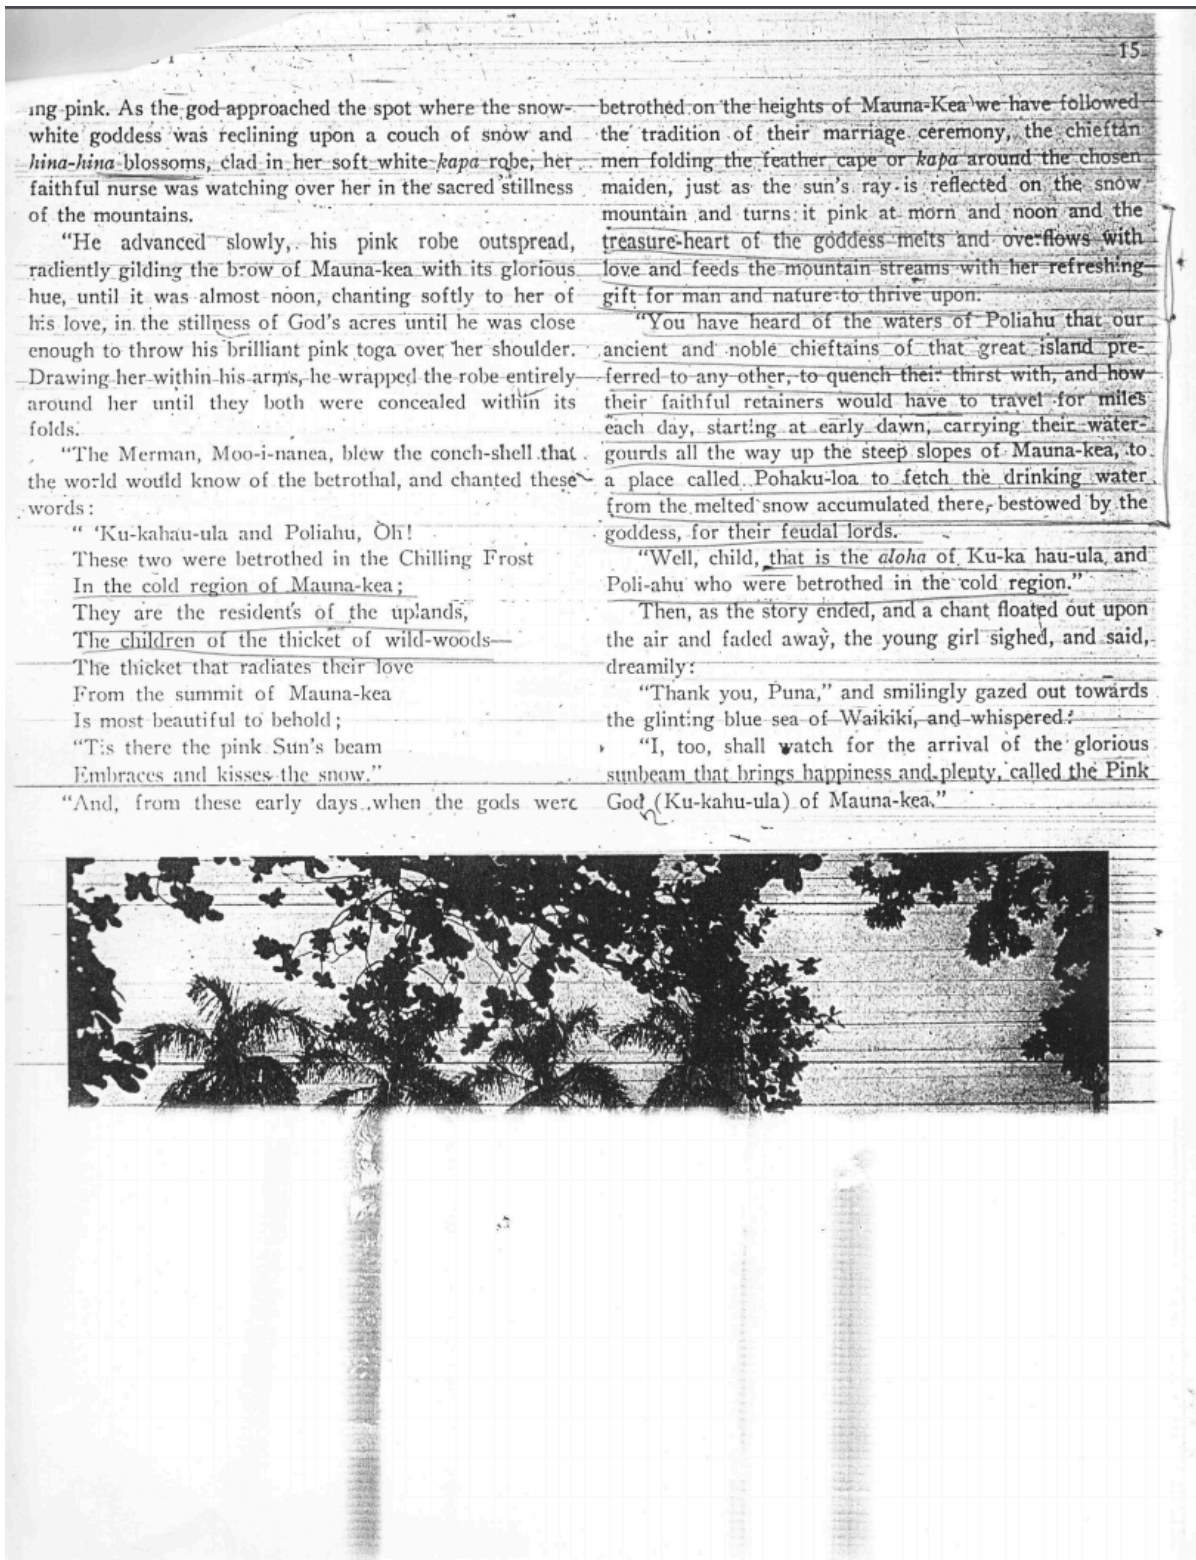 15
ing pink. As the god approached the spot where the snow-
white goddess was reclining upon a couch of snow and
hina-hina blossoms, clad in her soft white kapa robe, her
faithful nurse was watching over her in the sacred stillness
of the mountains.
"He advanced slowly, his pink robe outspread,
radiently gilding the brow of Mauna-kea with its glorious
hue, until it was almost noon, chanting softly to her of
his love, in the stillness of God's acres until he was close
enough to throw his brilliant pink toga over her shoulder.
Drawing her within his arms, he wrapped the robe entirely
around her until they both were concealed within its
folds.
"The Merman, Moo-i-nanea, blew the conch-shell that
the world would know of the betrothal, and chanted these
words:
" 'Ku-kahau-ula and Poliahu, Oh!
These two were betrothed in the Chilling Frost
In the cold region of Mauna-kea;
They are the residents of the uplands,
The children of the thicket of wild-woods—
The thicket that radiates their love
From the summit of Mauna-kea
Is most beautiful to behold;
"Tis there the pink Sun's beam
Embraces and kisses the snow."
"And, from these early days when the gods were
betrothed on the heights of Mauna-Kea we have followed
the tradition of their marriage ceremony, the chieftan
men folding the feather cape or kapa around the chosen
maiden, just as the sun's ray is reflected on the snow
mountain and turns it pink at morn and noon and the
treasure-heart of the goddess melts and overflows with
love and feeds the mountain streams with her refreshing
gift for man and nature to thrive upon.
"You have heard of the waters of Poliahu that our
ancient and noble chieftains of that great island pre-
ferred to any other, to quench their thirst with, and how
their faithful retainers would have to travel for miles
each day, starting at early dawn, carrying their water-
gourds all the way up the steep slopes of Mauna-kea, to
a place called Pohaku-loa to fetch the drinking water
from the melted snow accumulated there, bestowed by the
goddess, for their feudal lords.
"Well, child, that is the aloha of Ku-ka hau-ula and
Poli-ahu who were betrothed in the cold region."
Then, as the story ended, and a chant floated out upon
the air and faded away, the young girl sighed, and said,
dreamily:
"Thank you, Puna," and smilingly gazed out towards
the glinting blue sea of Waikiki, and whispered:
"I, too, shall watch for the arrival of the glorious
sunbeam that brings happiness and plenty, called the Pink
God (Ku-kahu-ula) of Mauna-kea."